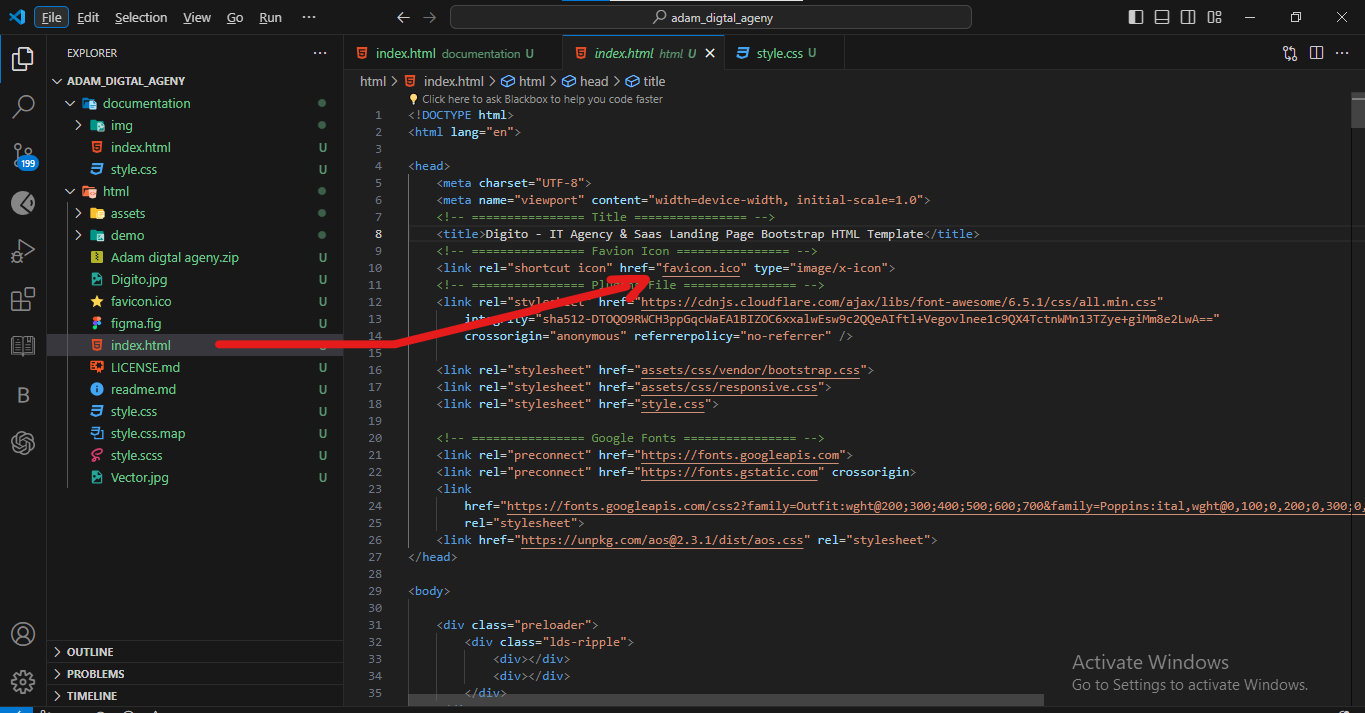 File Edit Selection View Go Run ···
adam_digtal_ageny
EXPLORER ···
ADAM_DIGTAL_AGENY
documentation
img
index.html U
style.css U
html
assets
demo
Adam digtal ageny.zip U
Digito.jpg U
favicon.ico U
figma.fig U
index.html
LICENSE.md U
readme.md U
style.css U
style.css.map U
style.scss U
Vector.jpg U
OUTLINE
PROBLEMS
TIMELINE
199
B
index.html documentation U
index.html html U
style.css U
html > index.html > html > head > title
Click here to ask Blackbox to help you code faster
1 <!DOCTYPE html>
2 <html lang="en">
3
4 <head>
5 <meta charset="UTF-8">
6 <meta name="viewport" content="width=device-width, initial-scale=1.0">
7 <!-- ================ Title ================ -->
8 <title>Digito - IT Agency & Saas Landing Page Bootstrap HTML Template</title>
9 <!-- ================ Favion Icon ================ -->
10 <link rel="shortcut icon" href="favicon.ico" type="image/x-icon">
11 <!-- ================ File ================ -->
12 <link rel="stylesheet" href="https://cdnjs.cloudflare.com/ajax/libs/font-awesome/6.5.1/css/all.min.css"
13 integrity="sha512-DTOQO9RWCH3ppGqcWaEA1BIZOC6xxalwEsw9c2QQeAIftl+Vegovlnee1c9QX4TctnWMn13TZye+giMm8e2LwA=="
14 crossorigin="anonymous" referrerpolicy="no-referrer" />
15
16 <link rel="stylesheet" href="assets/css/vendor/bootstrap.css">
17 <link rel="stylesheet" href="assets/css/responsive.css">
18 <link rel="stylesheet" href="style.css">
19
20 <!-- ================ Google Fonts ================ -->
21 <link rel="preconnect" href="https://fonts.googleapis.com">
22 <link rel="preconnect" href="https://fonts.gstatic.com" crossorigin>
23 <link
24 href="https://fonts.googleapis.com/css2?family=Outfit:wght@200;300;400;500;600;700&family=Poppins:ital,wght@0,100;0,200;0,300;0,
25 rel="stylesheet">
26 <link href="https://unpkg.com/aos@2.3.1/dist/aos.css" rel="stylesheet">
27 </head>
28
29 <body>
30
31 <div class="preloader">
32 <div class="lds-ripple">
33 <div></div>
34 <div></div>
35 </div>
Activate Windows
Go to Settings to activate Windows.